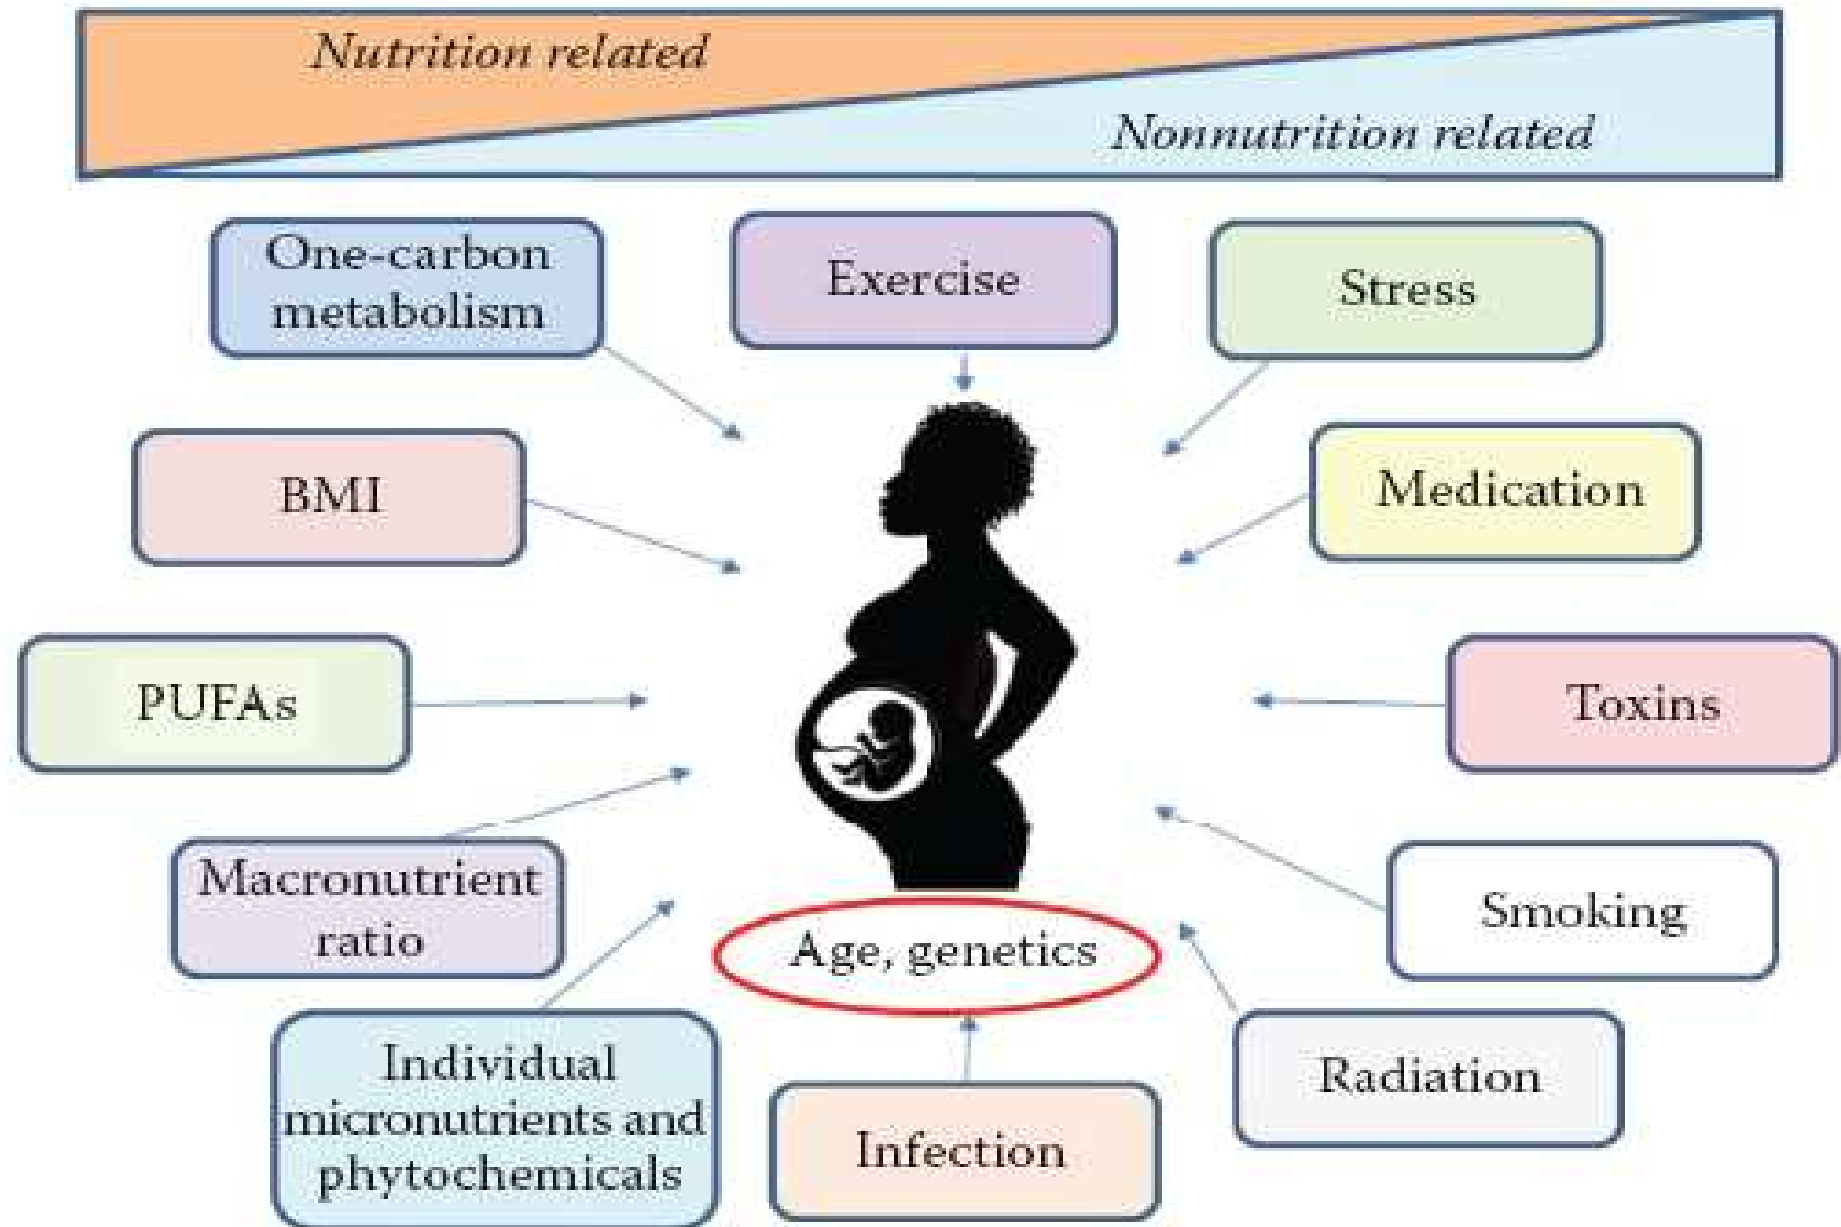 Nutrition related
Nonnutrition related
One-carbon
metabolism
Exercise
Stress
BMI
Medication
PUFAs
Toxins
Macronutrient
ratio
Smoking
Age, genetics
Individual
micronutrients and
phytochemicals
Radiation
Infection